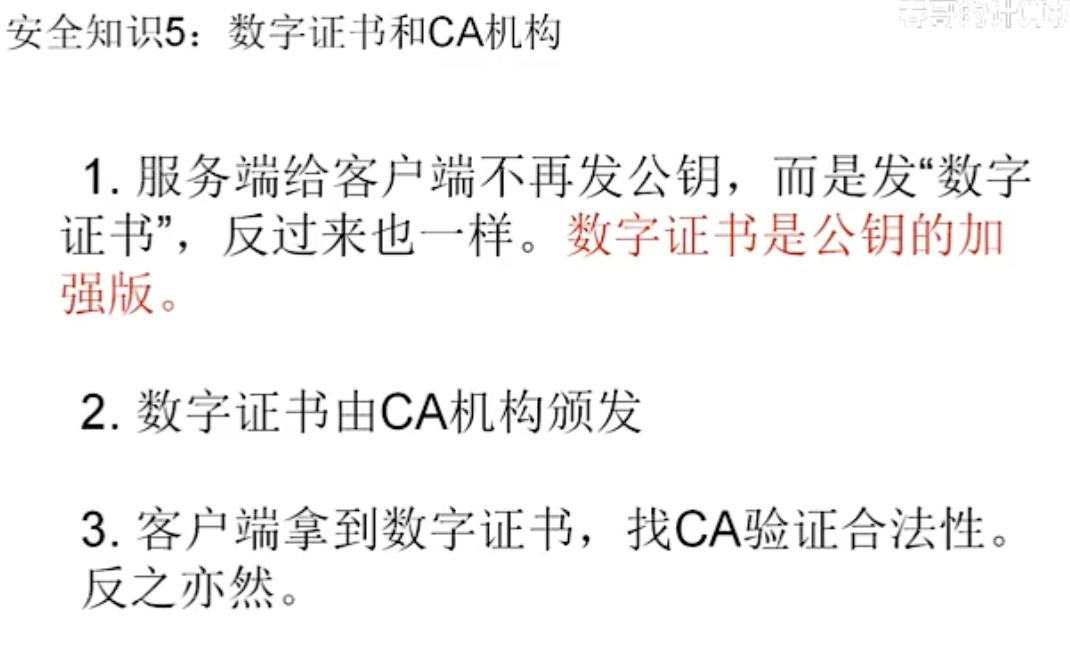 安全知识5：数字证书和CA机构
1. 服务端给客户端不再发公钥，而是发“数字
证书”，反过来也一样。数字证书是公钥的加
强版。
2. 数字证书由CA机构颁发
3. 客户端拿到数字证书，找CA验证合法性。
反之亦然。